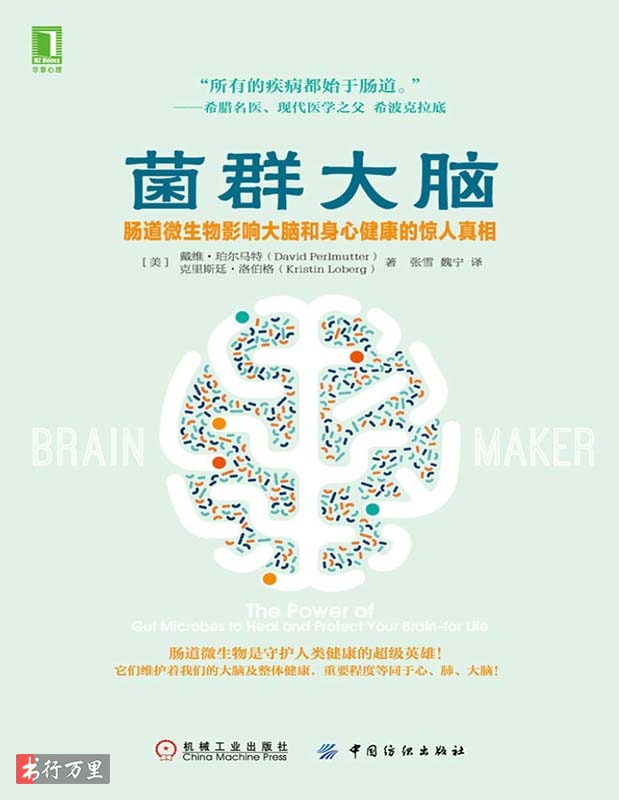 HZ Books
华章心理
“所有的疾病都始于肠道。”
——希腊名医、现代医学之父 希波克拉底
菌群大脑
肠道微生物影响大脑和身心健康的惊人真相
[美] 戴维·珀尔马特(David Perlmutter) 著 张雪 魏宁 译
克里斯廷·洛伯格(Kristin Loberg)
BRAIN MAKER
The Power of
Gut Microbes to Heal and Protect Your Brain-for Life
肠道微生物是守护人类健康的超级英雄!
它们维护着我们的大脑及整体健康,重要程度等同于心、肺、大脑!
机械工业出版社 中国纺织出版社
China Machine Press
书行万里